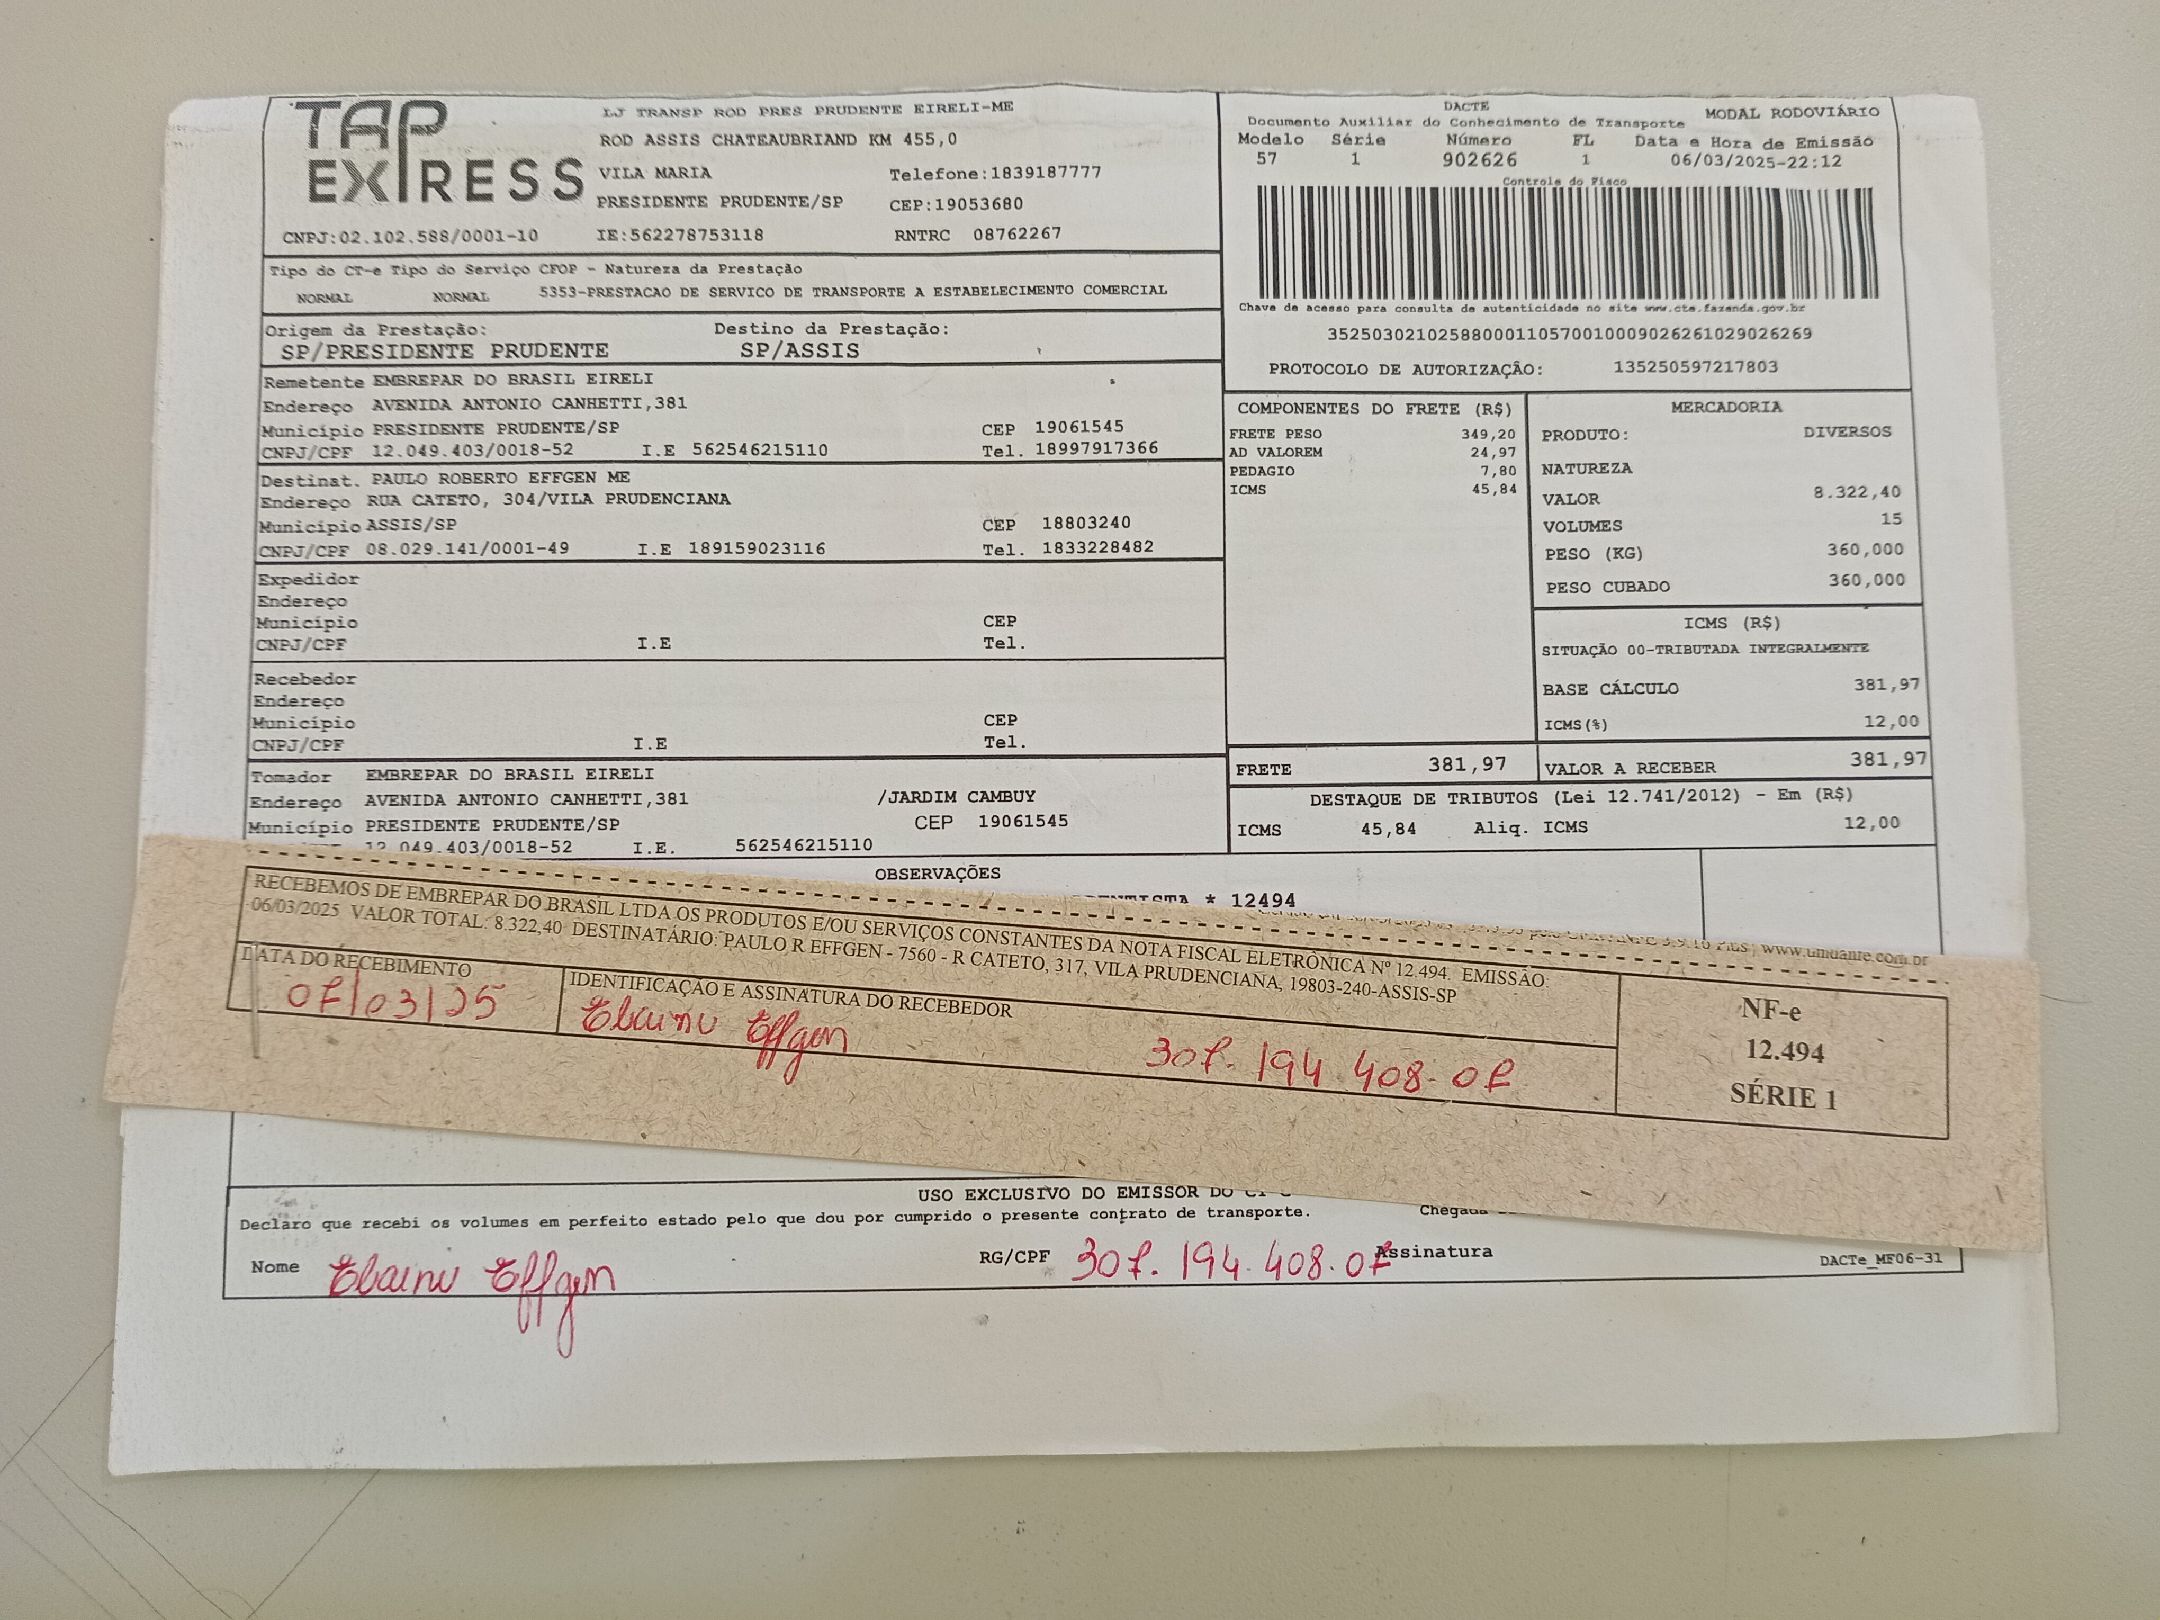 TAP EXPRESS
LJ TRANSP ROD PRES PRUDENTE EIRELI-ME
ROD ASSIS CHATEAUBRIAND KM 455,0
VILA MARIA Telefone:1839187777
PRESIDENTE PRUDENTE/SP CEP:19053680
CNPJ:02.102.588/0001-10 IE:562278753118 RNTRC 08762267
Tipo do CT-e Tipo do Serviço CFOP - Natureza da Prestação
NORMAL NORMAL 5353-PRESTACAO DE SERVICO DE TRANSPORTE A ESTABELECIMENTO COMERCIAL
Origem da Prestação: Destino da Prestação:
SP/PRESIDENTE PRUDENTE SP/ASSIS
Remetente EMBREPAR DO BRASIL EIRELI
Endereço AVENIDA ANTONIO CANHETTI,381
Município PRESIDENTE PRUDENTE/SP CEP 19061545
CNPJ/CPF 12.049.403/0018-52 I.E 562546215110 Tel. 18997917366
Destinat. PAULO ROBERTO EFFGEN ME
Endereço RUA CATETO, 304/VILA PRUDENCIANA
Município ASSIS/SP CEP 18803240
CNPJ/CPF 08.029.141/0001-49 I.E 189159023116 Tel. 1833228482
Expedidor
Endereço
Município CEP
CNPJ/CPF I.E Tel.
Recebedor
Endereço
Município CEP
CNPJ/CPF I.E Tel.
Tomador EMBREPAR DO BRASIL EIRELI
Endereço AVENIDA ANTONIO CANHETTI,381 /JARDIM CAMBUY
Município PRESIDENTE PRUDENTE/SP CEP 19061545
12.049.403/0018-52 I.E. 562546215110
DACTE MODAL RODOVIÁRIO
Documento Auxiliar do Conhecimento de Transporte
Modelo Série Número FL Data e Hora de Emissão
57 1 902626 1 06/03/2025-22:12
Controle do Fisco
Chave de acesso para consulta de autenticidade no site www.cte.fazenda.gov.br
35250302102588000110570010009026261029026269
PROTOCOLO DE AUTORIZAÇÃO: 135250597217803
COMPONENTES DO FRETE (R$)
FRETE PESO 349,20
AD VALOREM 24,97
PEDAGIO 7,80
ICMS 45,84
MERCADORIA
PRODUTO: DIVERSOS
NATUREZA
VALOR 8.322,40
VOLUMES 15
PESO (KG) 360,000
PESO CUBADO 360,000
ICMS (R$)
SITUAÇÃO 00-TRIBUTADA INTEGRALMENTE
BASE CÁLCULO 381,97
ICMS(%) 12,00
FRETE 381,97 VALOR A RECEBER 381,97
DESTAQUE DE TRIBUTOS (Lei 12.741/2012) - Em (R$)
ICMS 45,84 Aliq. ICMS 12,00
OBSERVAÇÕES
* 12494
RECEBEMOS DE EMBREPAR DO BRASIL LTDA OS PRODUTOS E/OU SERVIÇOS CONSTANTES DA NOTA FISCAL ELETRÔNICA Nº 12.494. EMISSÃO:
06/03/2025 VALOR TOTAL: 8.322,40 DESTINATÁRIO: PAULO R EFFGEN - 7560 - R CATETO, 317, VILA PRUDENCIANA, 19803-240-ASSIS-SP
DATA DO RECEBIMENTO IDENTIFICAÇÃO E ASSINATURA DO RECEBEDOR
07/03/25 Elaine Effgen 307.194.408-07
NF-e
12.494
SÉRIE 1
USO EXCLUSIVO DO EMISSOR DO
Declaro que recebi os volumes em perfeito estado pelo que dou por cumprido o presente contrato de transporte.
Nome Elaine Effgen RG/CPF 307.194.408.07 Assinatura
DACTe_MF06-31